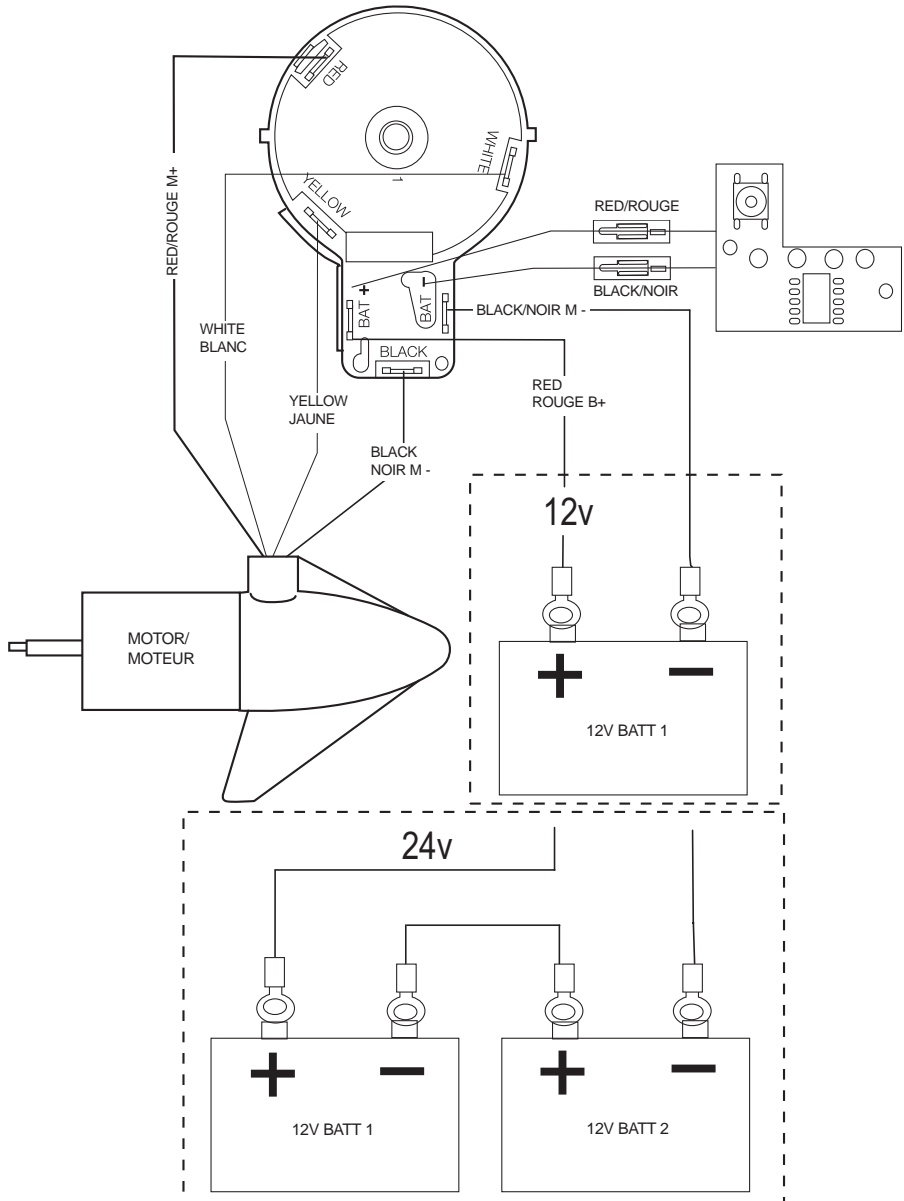 RED
WHITE
YELLOW
1
RED/ROUGE M+
RED/ROUGE
BLACK/NOIR
+
BAT
-
BAT
BLACK/NOIR M -
BLACK
WHITE
BLANC
YELLOW
JAUNE
RED
ROUGE B+
BLACK
NOIR M -
12v
MOTOR/
MOTEUR
+ −
12V BATT 1
24v
+ −
12V BATT 1
+ −
12V BATT 2